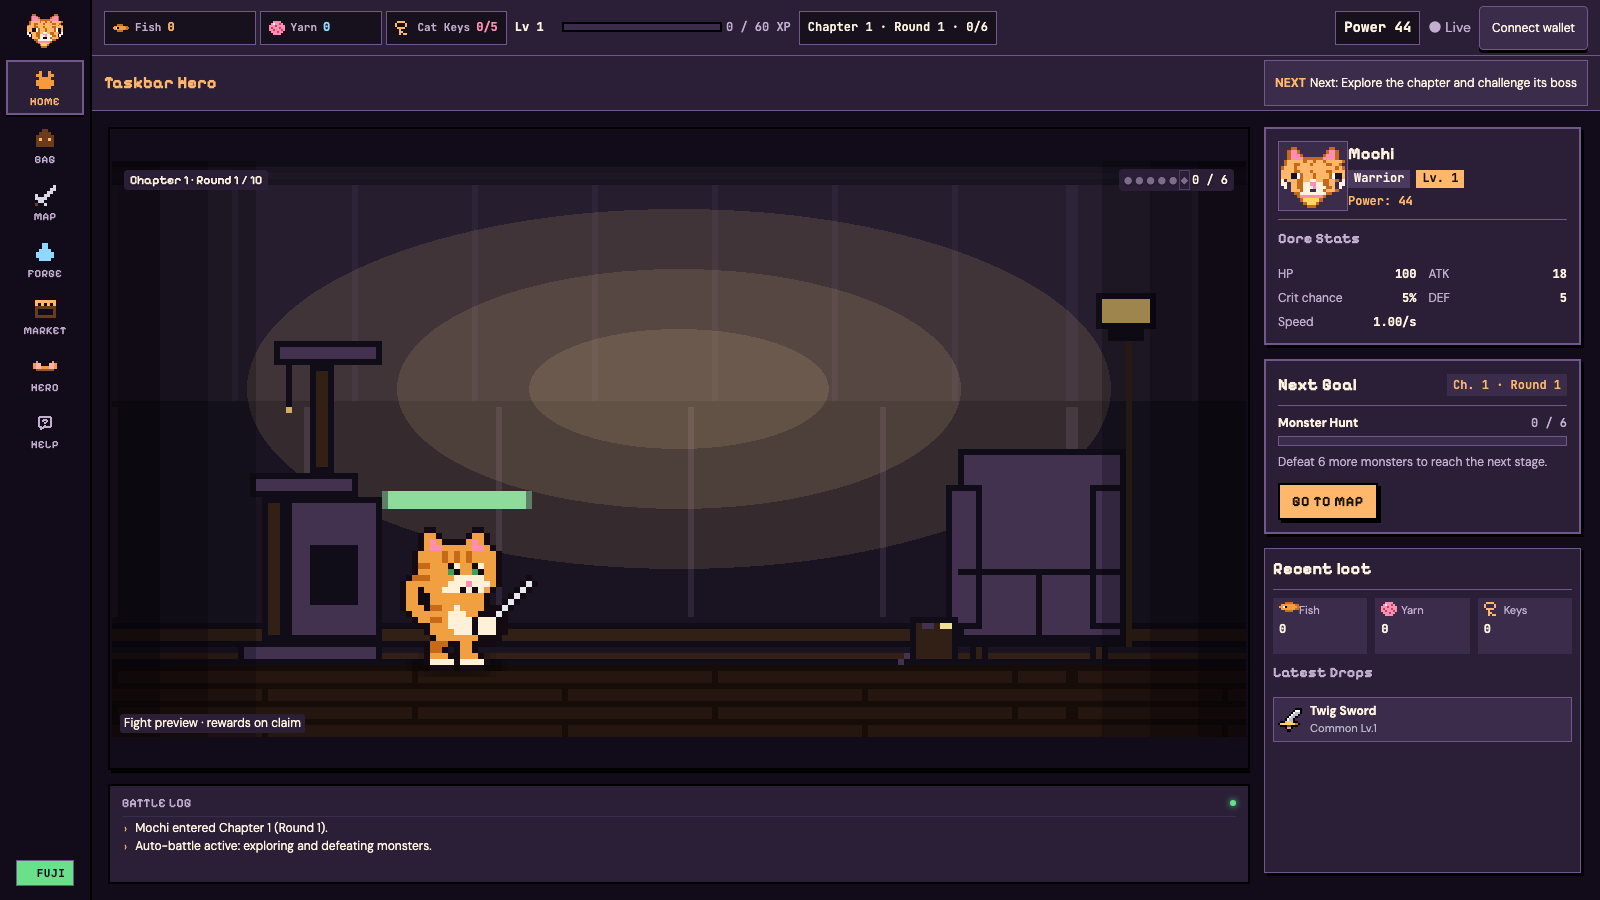 Fish 0
Yarn 0
Cat Keys 0/5
Lv 1
0 / 60 XP
Chapter 1 · Round 1 · 0/6
Power 44
Live
Connect wallet
Taskbar Hero
NEXT Next: Explore the chapter and challenge its boss
HOME
BAG
MAP
FORGE
MARKET
HERO
HELP
FUJI
Chapter 1 · Round 1 / 10
0 / 6
Fight preview · rewards on claim
BATTLE LOG
› Mochi entered Chapter 1 (Round 1).
› Auto-battle active: exploring and defeating monsters.
Mochi
Warrior Lv. 1
Power: 44
Core Stats
HP 100 ATK 18
Crit chance 5% DEF 5
Speed 1.00/s
Next Goal Ch. 1 · Round 1
Monster Hunt 0 / 6
Defeat 6 more monsters to reach the next stage.
GO TO MAP
Recent loot
Fish Yarn Keys
0 0 0
Latest Drops
Twig Sword
Common Lv.1